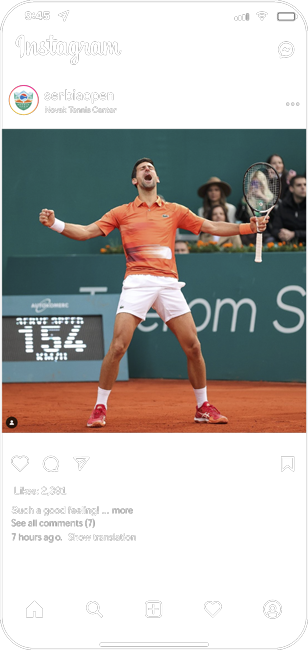 9:45
Instagram
serbiaopen
Novak Tennis Center
SERVE SPEED
154
KM/H
Telekom S
Likes: 2,391
Such a good feeling! ... more
See all comments (7)
7 hours ago. Show translation